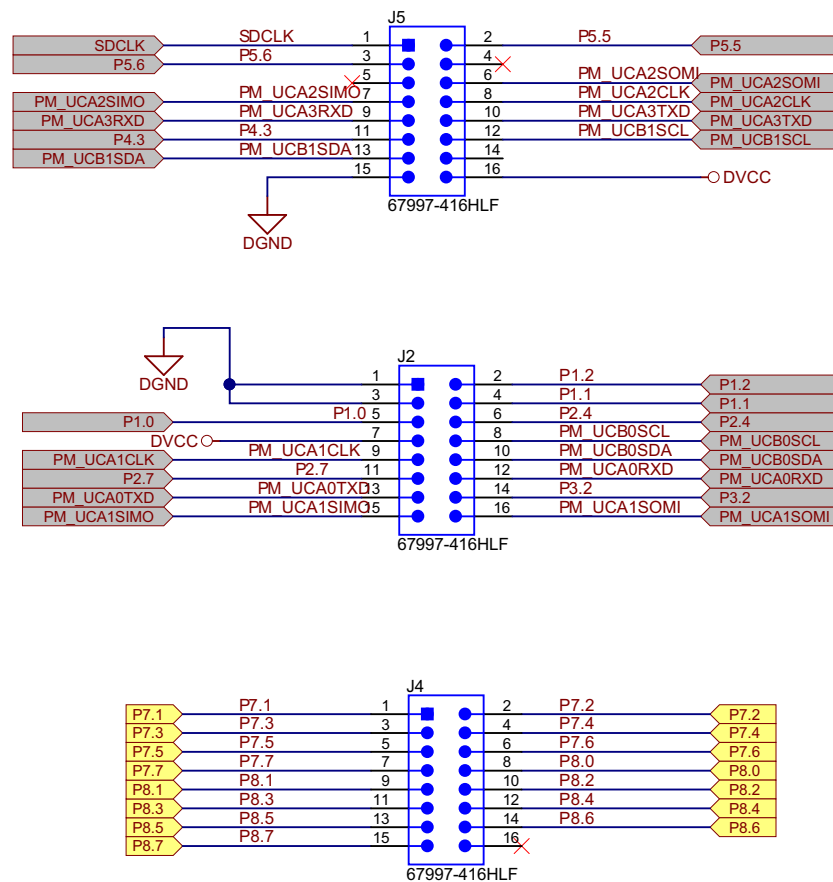 J5
SDCLK SDCLK 1 2 P5.5 P5.5
P5.6 P5.6 3 4
5 6 PM_UCA2SOMI PM_UCA2SOMI
PM_UCA2SIMO PM_UCA2SIMO 7 8 PM_UCA2CLK PM_UCA2CLK
PM_UCA3RXD PM_UCA3RXD 9 10 PM_UCA3TXD PM_UCA3TXD
P4.3 P4.3 11 12 PM_UCB1SCL PM_UCB1SCL
PM_UCB1SDA PM_UCB1SDA 13 14
15 16 DVCC
67997-416HLF
DGND
J2
DGND
1 2 P1.2 P1.2
3 4 P1.1 P1.1
P1.0 P1.0 5 6 P2.4 P2.4
DVCC 7 8 PM_UCB0SCL PM_UCB0SCL
PM_UCA1CLK PM_UCA1CLK 9 10 PM_UCB0SDA PM_UCB0SDA
P2.7 P2.7 11 12 PM_UCA0RXD PM_UCA0RXD
PM_UCA0TXD PM_UCA0TXD 13 14 P3.2 P3.2
PM_UCA1SIMO PM_UCA1SIMO 15 16 PM_UCA1SOMI PM_UCA1SOMI
67997-416HLF
J4
P7.1 P7.1 1 2 P7.2 P7.2
P7.3 P7.3 3 4 P7.4 P7.4
P7.5 P7.5 5 6 P7.6 P7.6
P7.7 P7.7 7 8 P8.0 P8.0
P8.1 P8.1 9 10 P8.2 P8.2
P8.3 P8.3 11 12 P8.4 P8.4
P8.5 P8.5 13 14 P8.6 P8.6
P8.7 P8.7 15 16
67997-416HLF